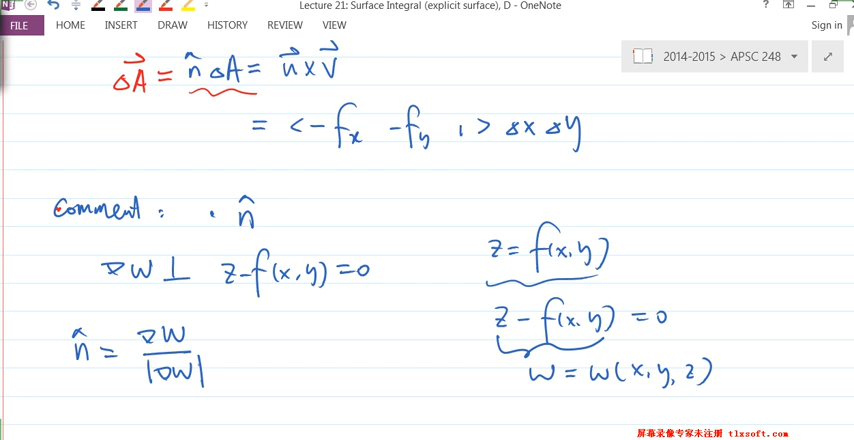 Lecture 21: Surface Integral (explicit surface), D - OneNote
FILE HOME INSERT DRAW HISTORY REVIEW VIEW Sign in
2014-2015 > APSC 248
ΔA⃗ = n̂ ΔA = u⃗ × v⃗
= <-fx -fy 1> Δx Δy
Comment : · n̂
∇W ⊥ z-f(x,y)=0
z = f(x,y)
z - f(x,y) = 0
n̂ = ∇W / |∇W|
W = W(x,y,z)
屏幕录像专家未注册 tlxsoft.com